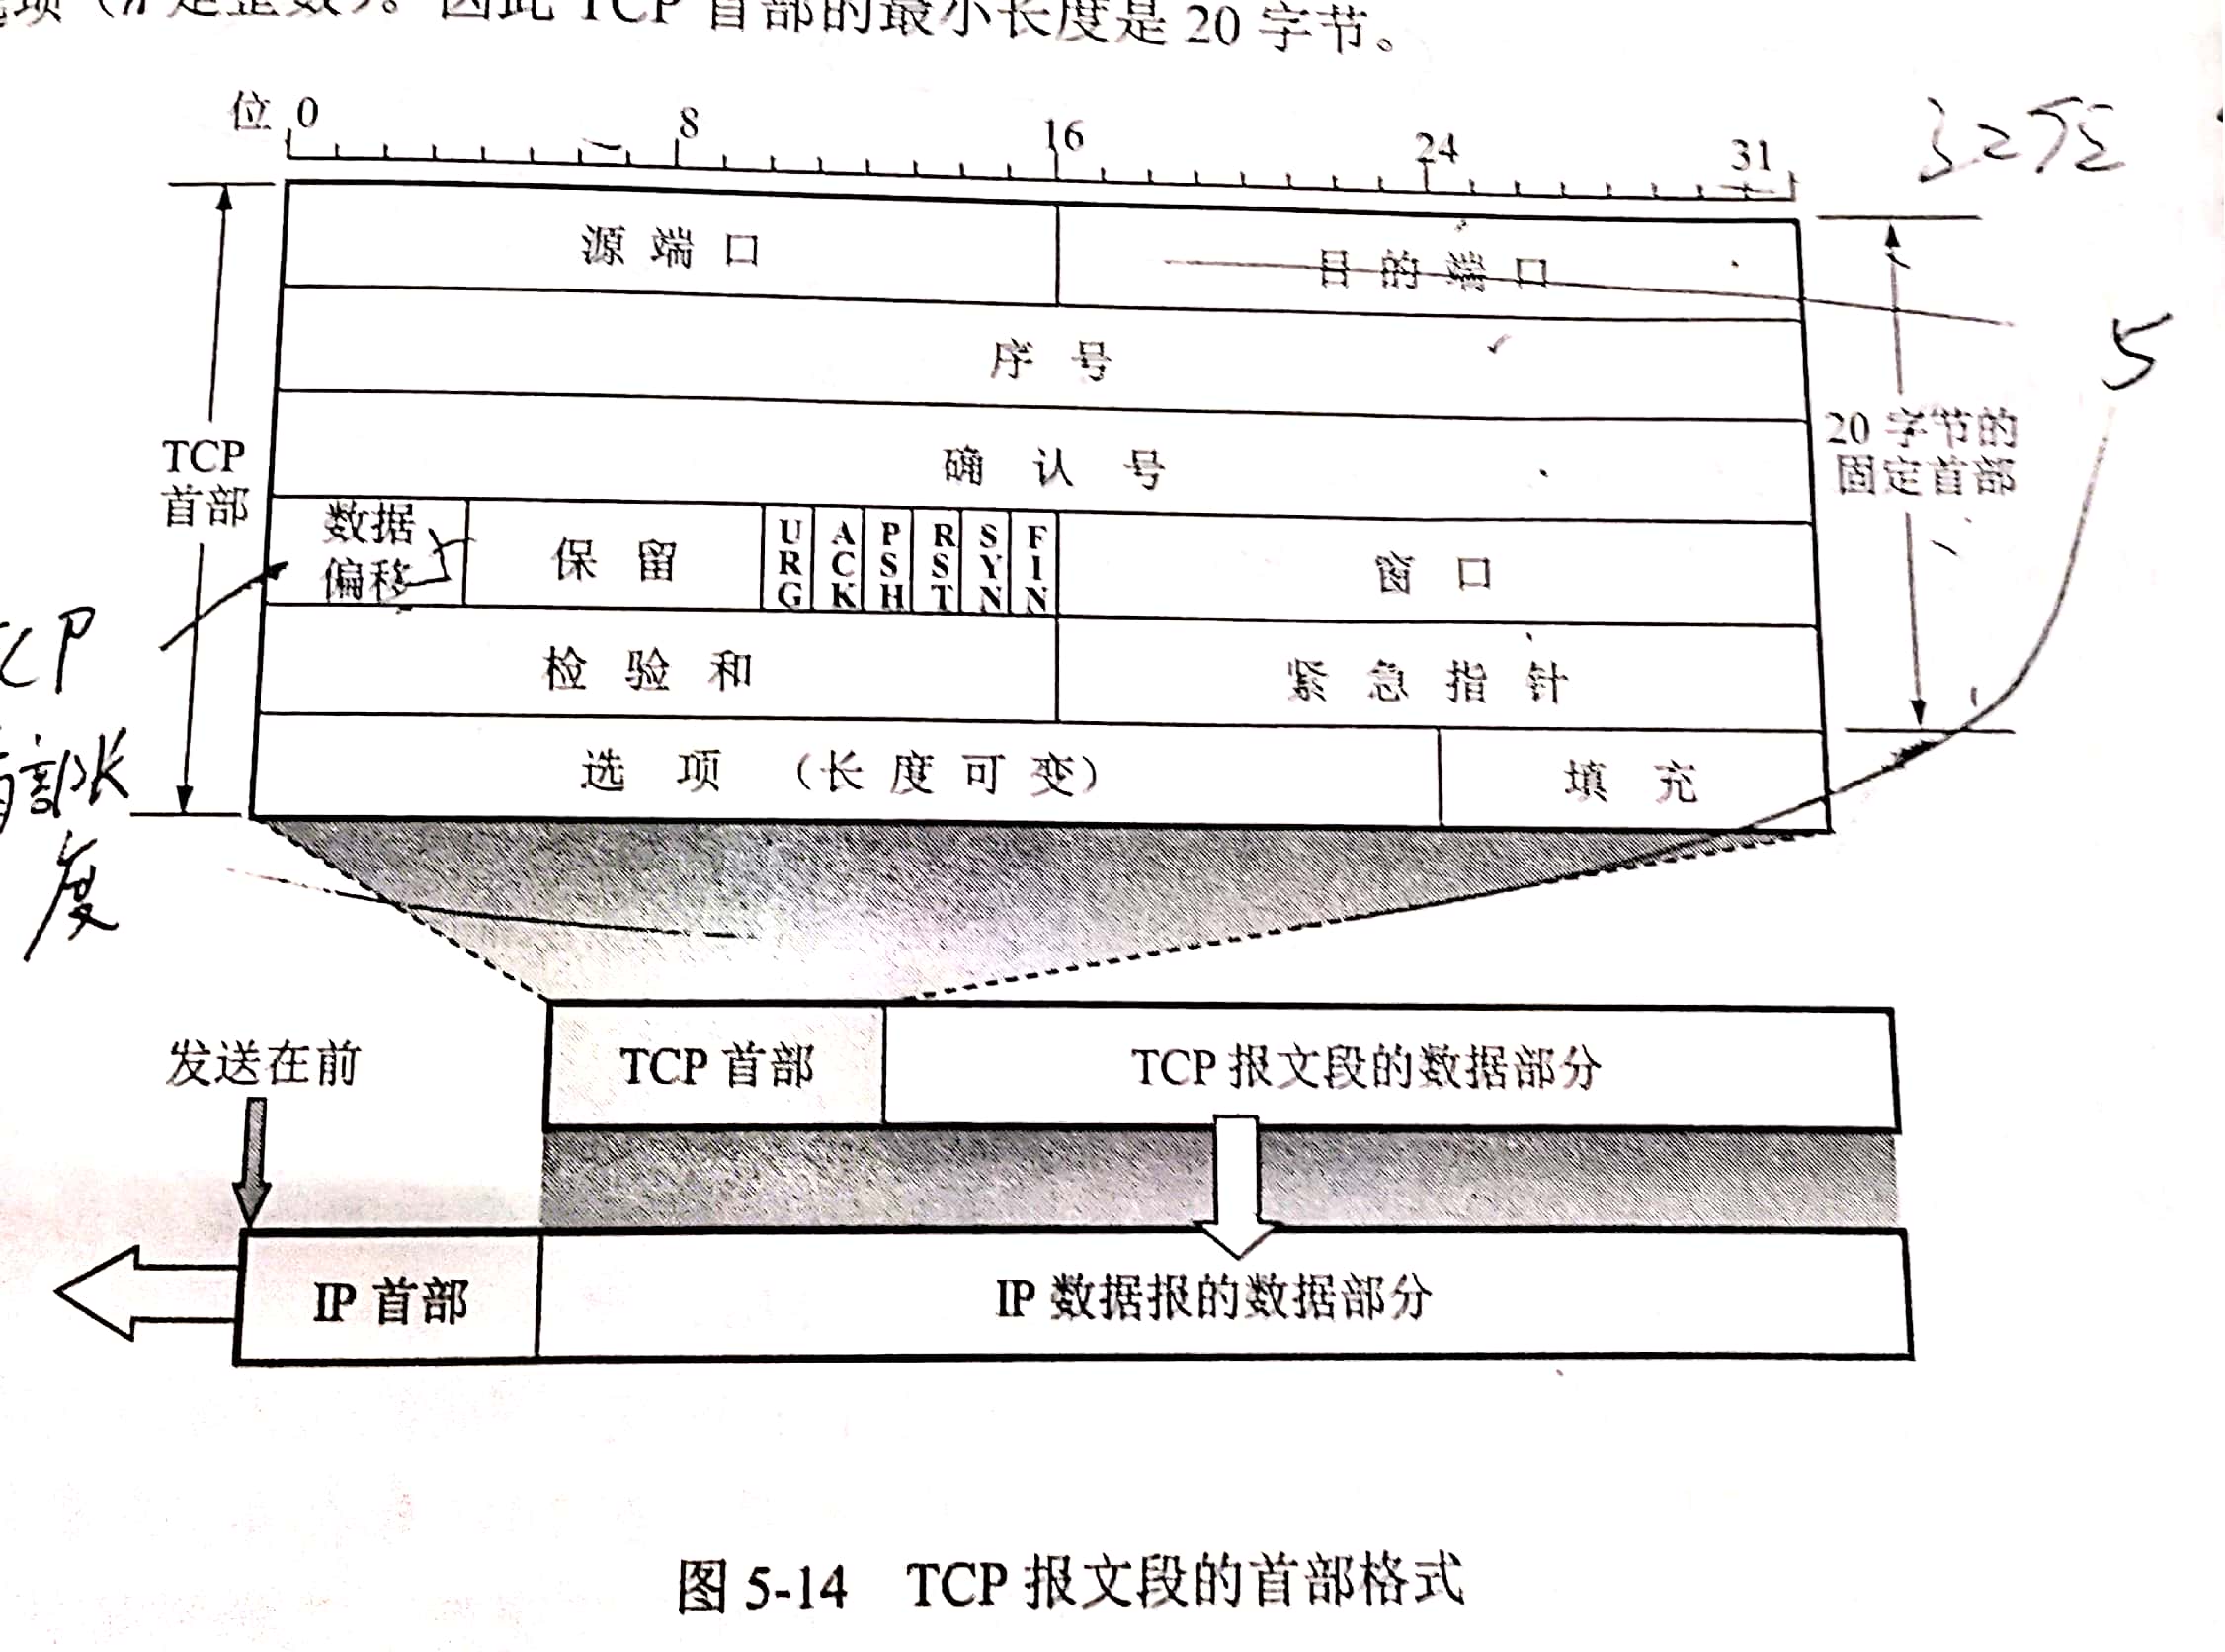 项（n 是整数）。因此 TCP 首部的最小长度是 20 字节。
位 0 8 16 24 31
源端口 目的端口
序号
确认号
TCP
首部
20 字节的
固定首部
数据
偏移
5
保留 URG ACK PSH RST SYN FIN 窗口
检验和 紧急指针
选项 （长度可变） 填充
TCP
首部长
度
5
发送在前
TCP 首部 TCP 报文段的数据部分
IP 首部 IP 数据报的数据部分
图 5-14 TCP 报文段的首部格式